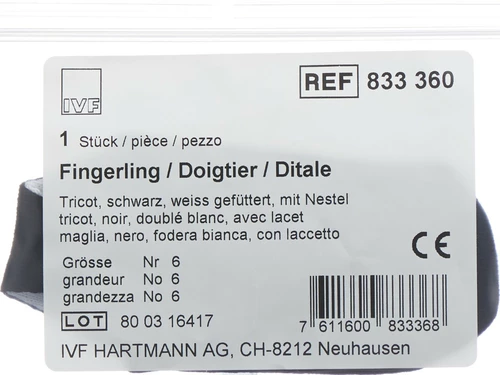 IVF
REF 833 360
1 Stück / pièce / pezzo
Fingerling / Doigtier / Ditale
Tricot, schwarz, weiss gefüttert, mit Nestel
tricot, noir, doublé blanc, avec lacet
maglia, nero, fodera bianca, con laccetto
Grösse Nr 6
grandeur No 6
grandezza No 6
CE
LOT 80 03 16417
7 611600 833368
IVF HARTMANN AG, CH-8212 Neuhausen